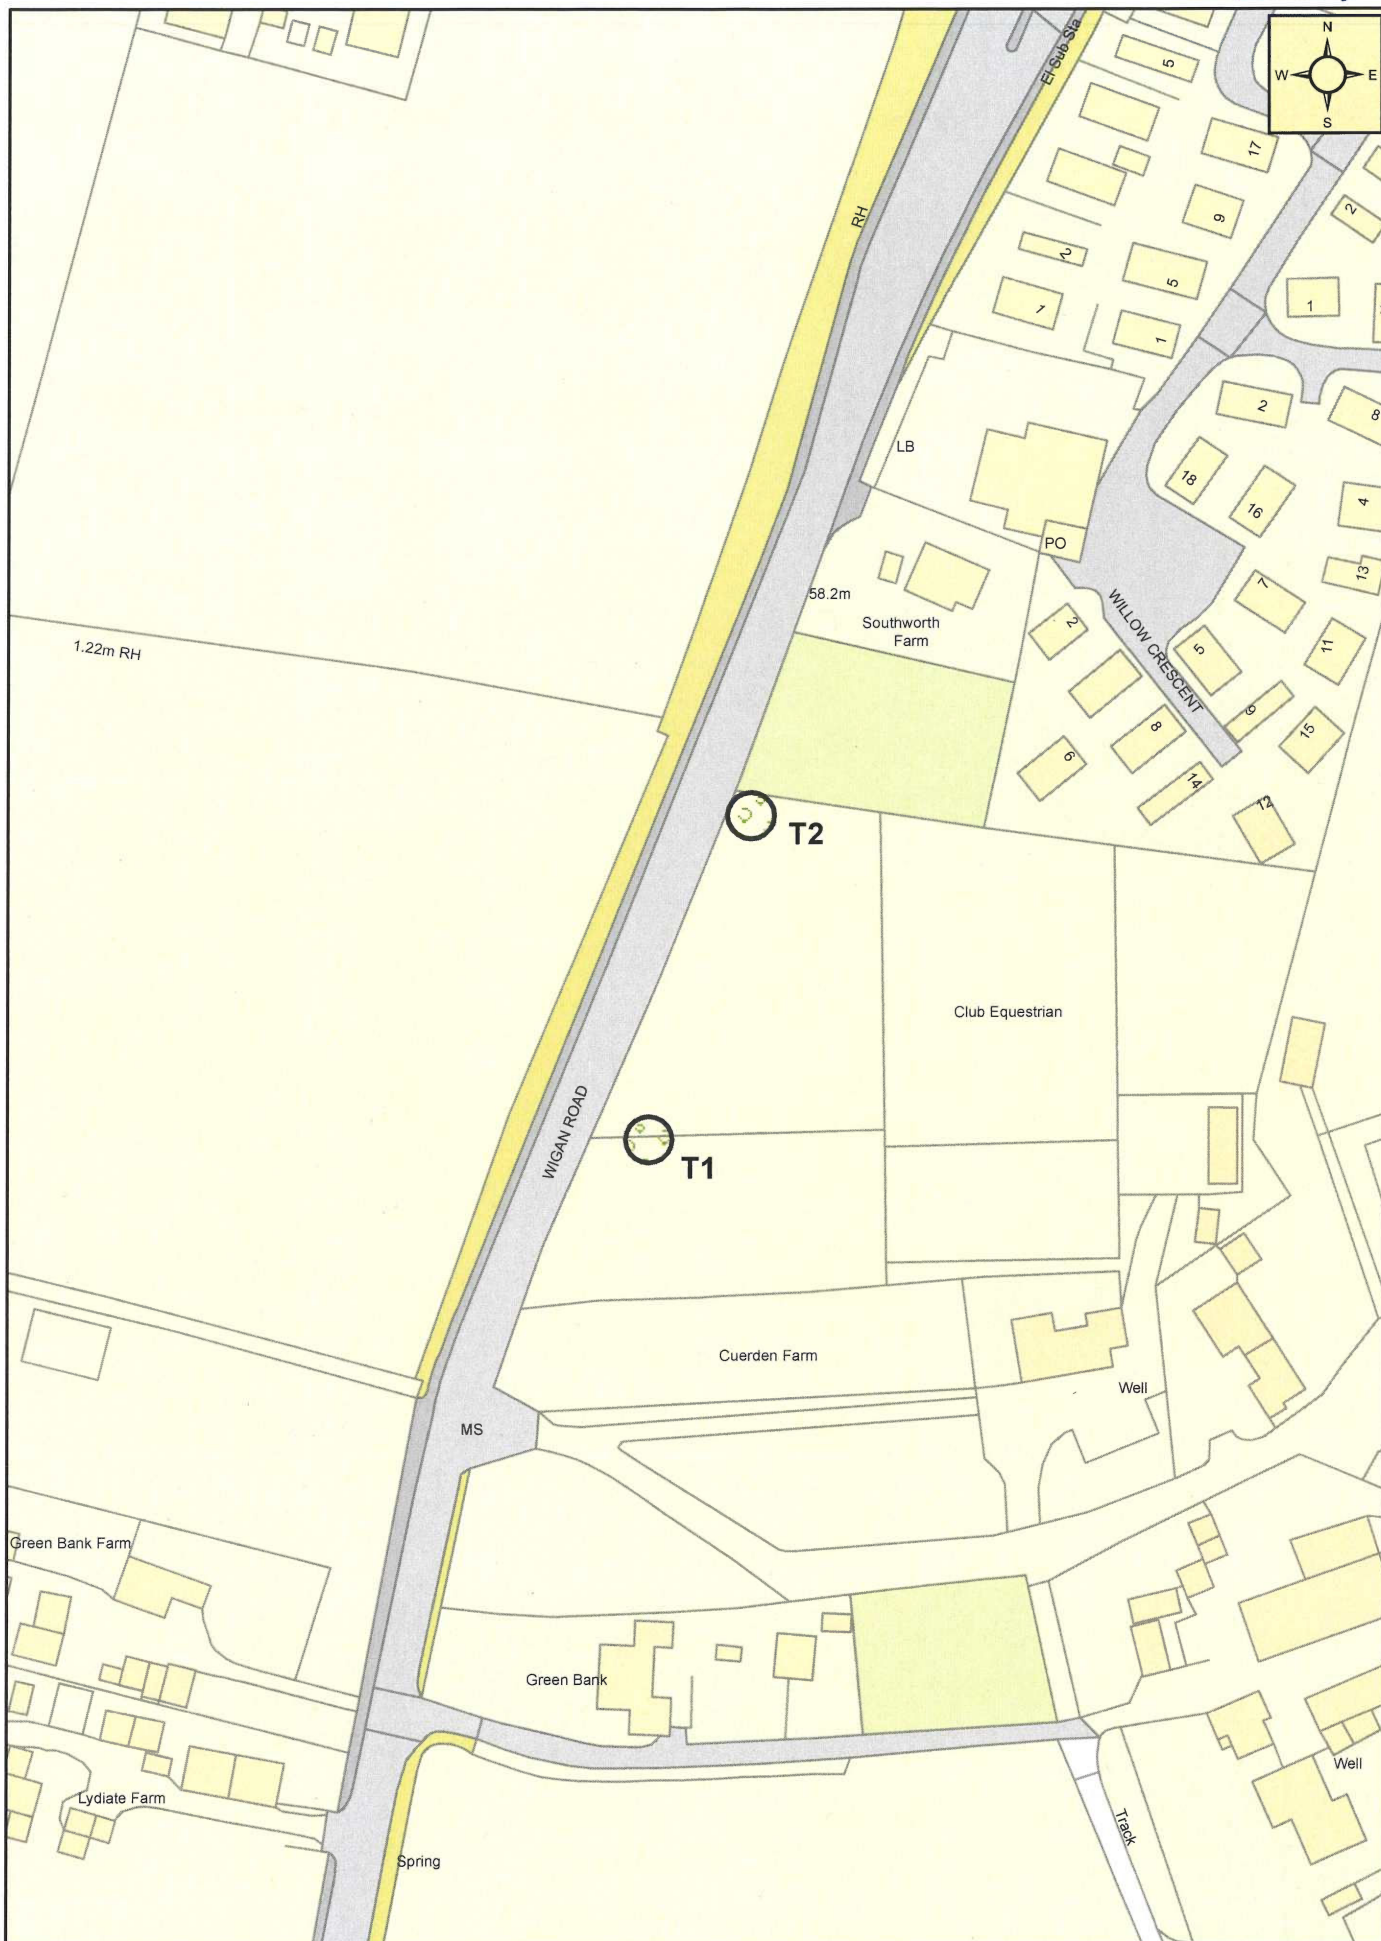 N
W E
S
El Sub Sta
5
17
RH
9
2
2
5
1
1
1
2
8
LB
18
16
4
PO
13
58.2m
7
Southworth
Farm
2
WILLOW CRESCENT
11
5
1.22m RH
9
15
8
6
14
12
T2
Club Equestrian
WIGAN ROAD
T1
Cuerden Farm
Well
MS
Green Bank Farm
Green Bank
Well
Lydiate Farm
Track
Spring